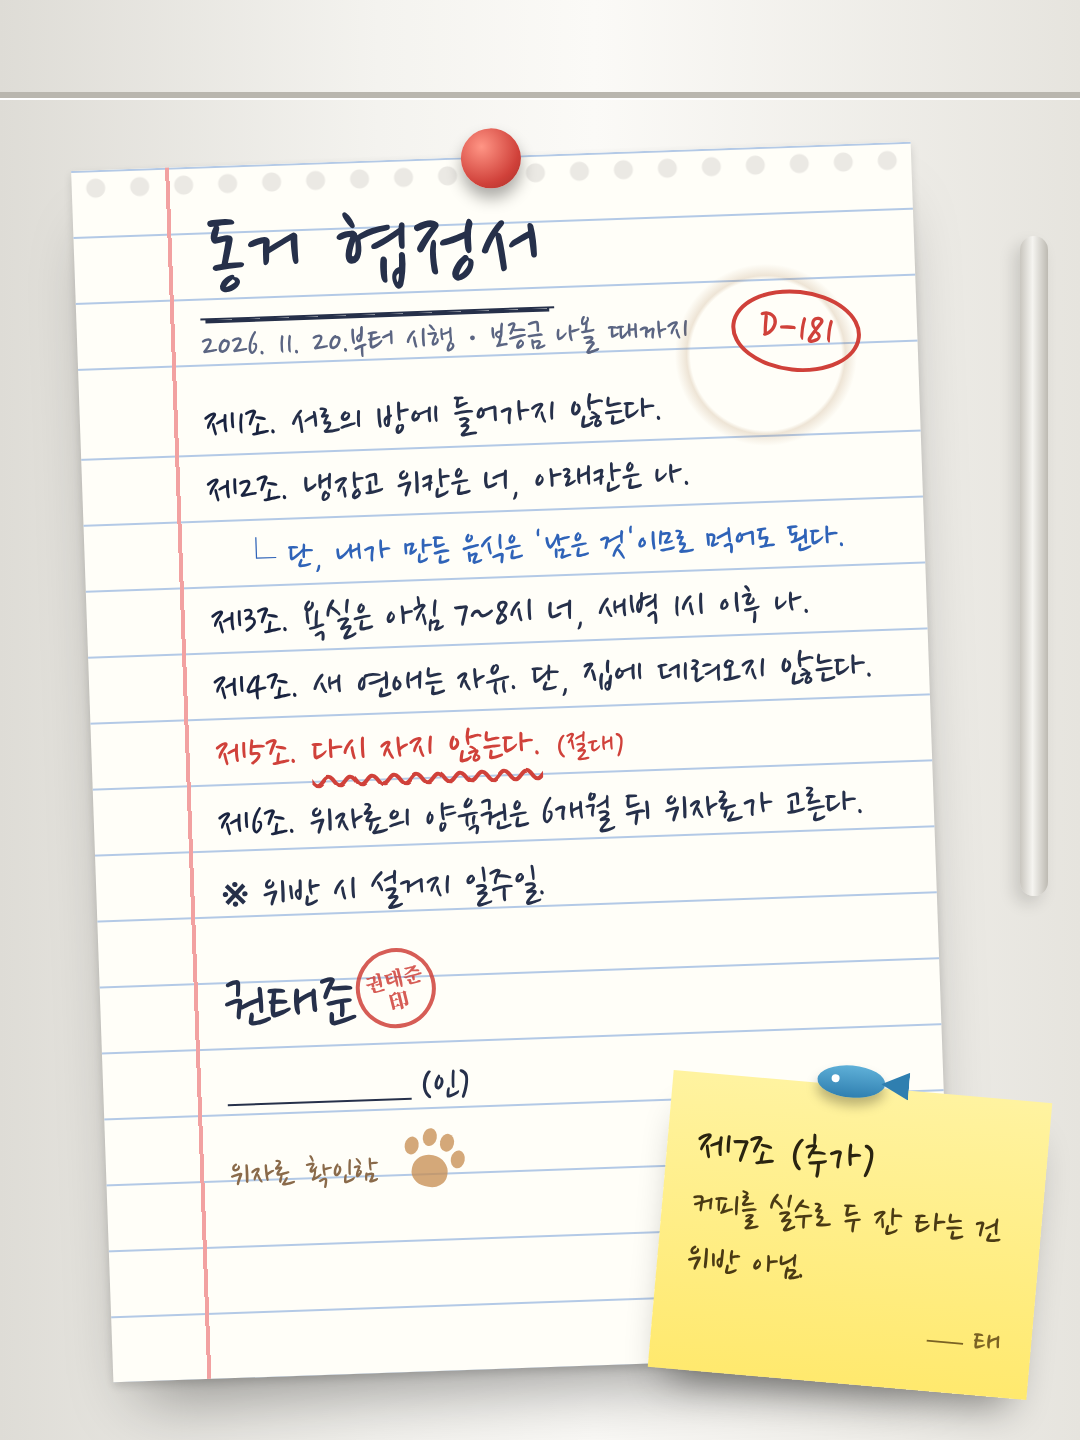 동거 협정서
2026. 11. 20.부터 시행 · 보증금 나올 때까지
D-181
제1조. 서로의 방에 들어가지 않는다.
제2조. 냉장고 위칸은 너, 아래칸은 나.
└ 단, 내가 만든 음식은 '남은 것'이므로 먹어도 된다.
제3조. 욕실은 아침 7~8시 너, 새벽 1시 이후 나.
제4조. 새 연애는 자유. 단, 집에 데려오지 않는다.
제5조. 다시 자지 않는다. (절대)
제6조. 위자료의 양육권은 6개월 뒤 위자료가 고른다.
※ 위반 시 설거지 일주일.
권태준
권태준
印
(인)
위자료 확인함
제7조 (추가)
커피를 실수로 두 잔 타는 건
위반 아님.
── 태